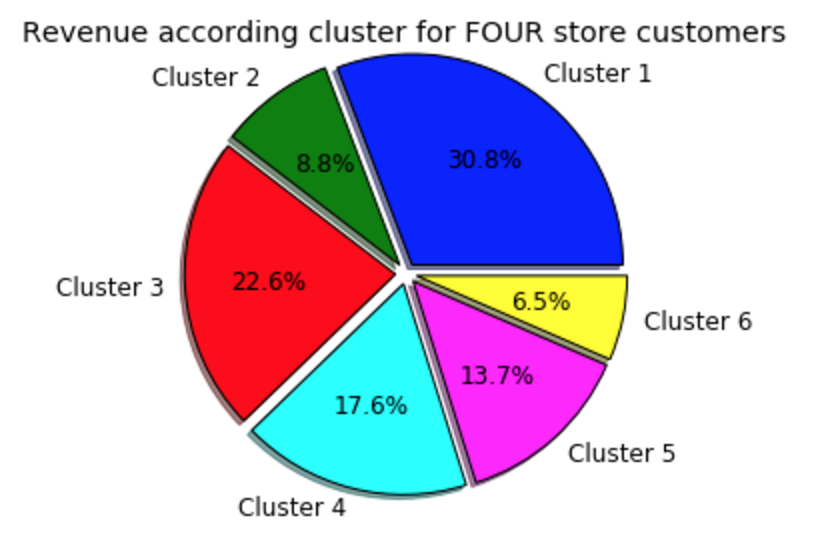 Revenue according cluster for FOUR store customers
Cluster 1
30.8%
Cluster 2
8.8%
Cluster 3
22.6%
Cluster 4
17.6%
Cluster 5
13.7%
Cluster 6
6.5%